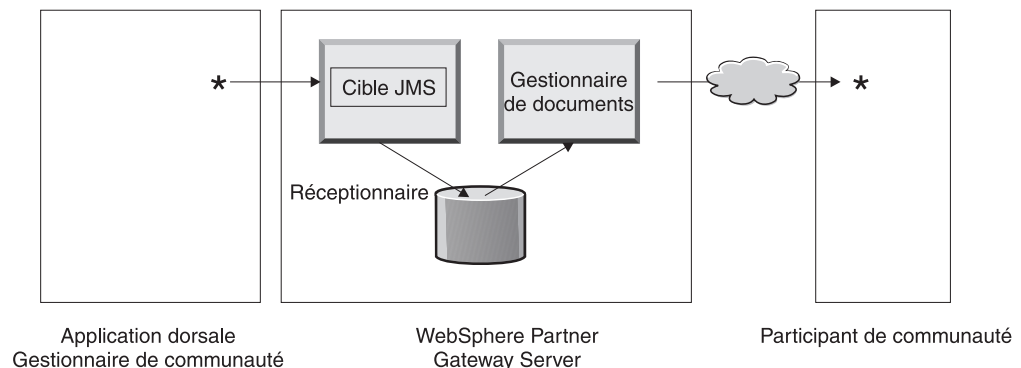 Cible JMS
Gestionnaire
de documents
*
*
Réceptionnaire
Application dorsale
Gestionnaire de communauté
WebSphere Partner
Gateway Server
Participant de communauté